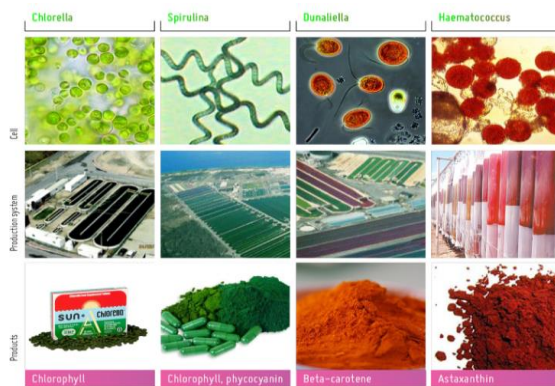 Chlorella
Spirulina
Dunaliella
Haematococcus
Cell
Production system
Products
SUN
Chlorella
A
Chlorophyll
Chlorophyll, phycocyanin
Beta-carotene
Astaxanthin